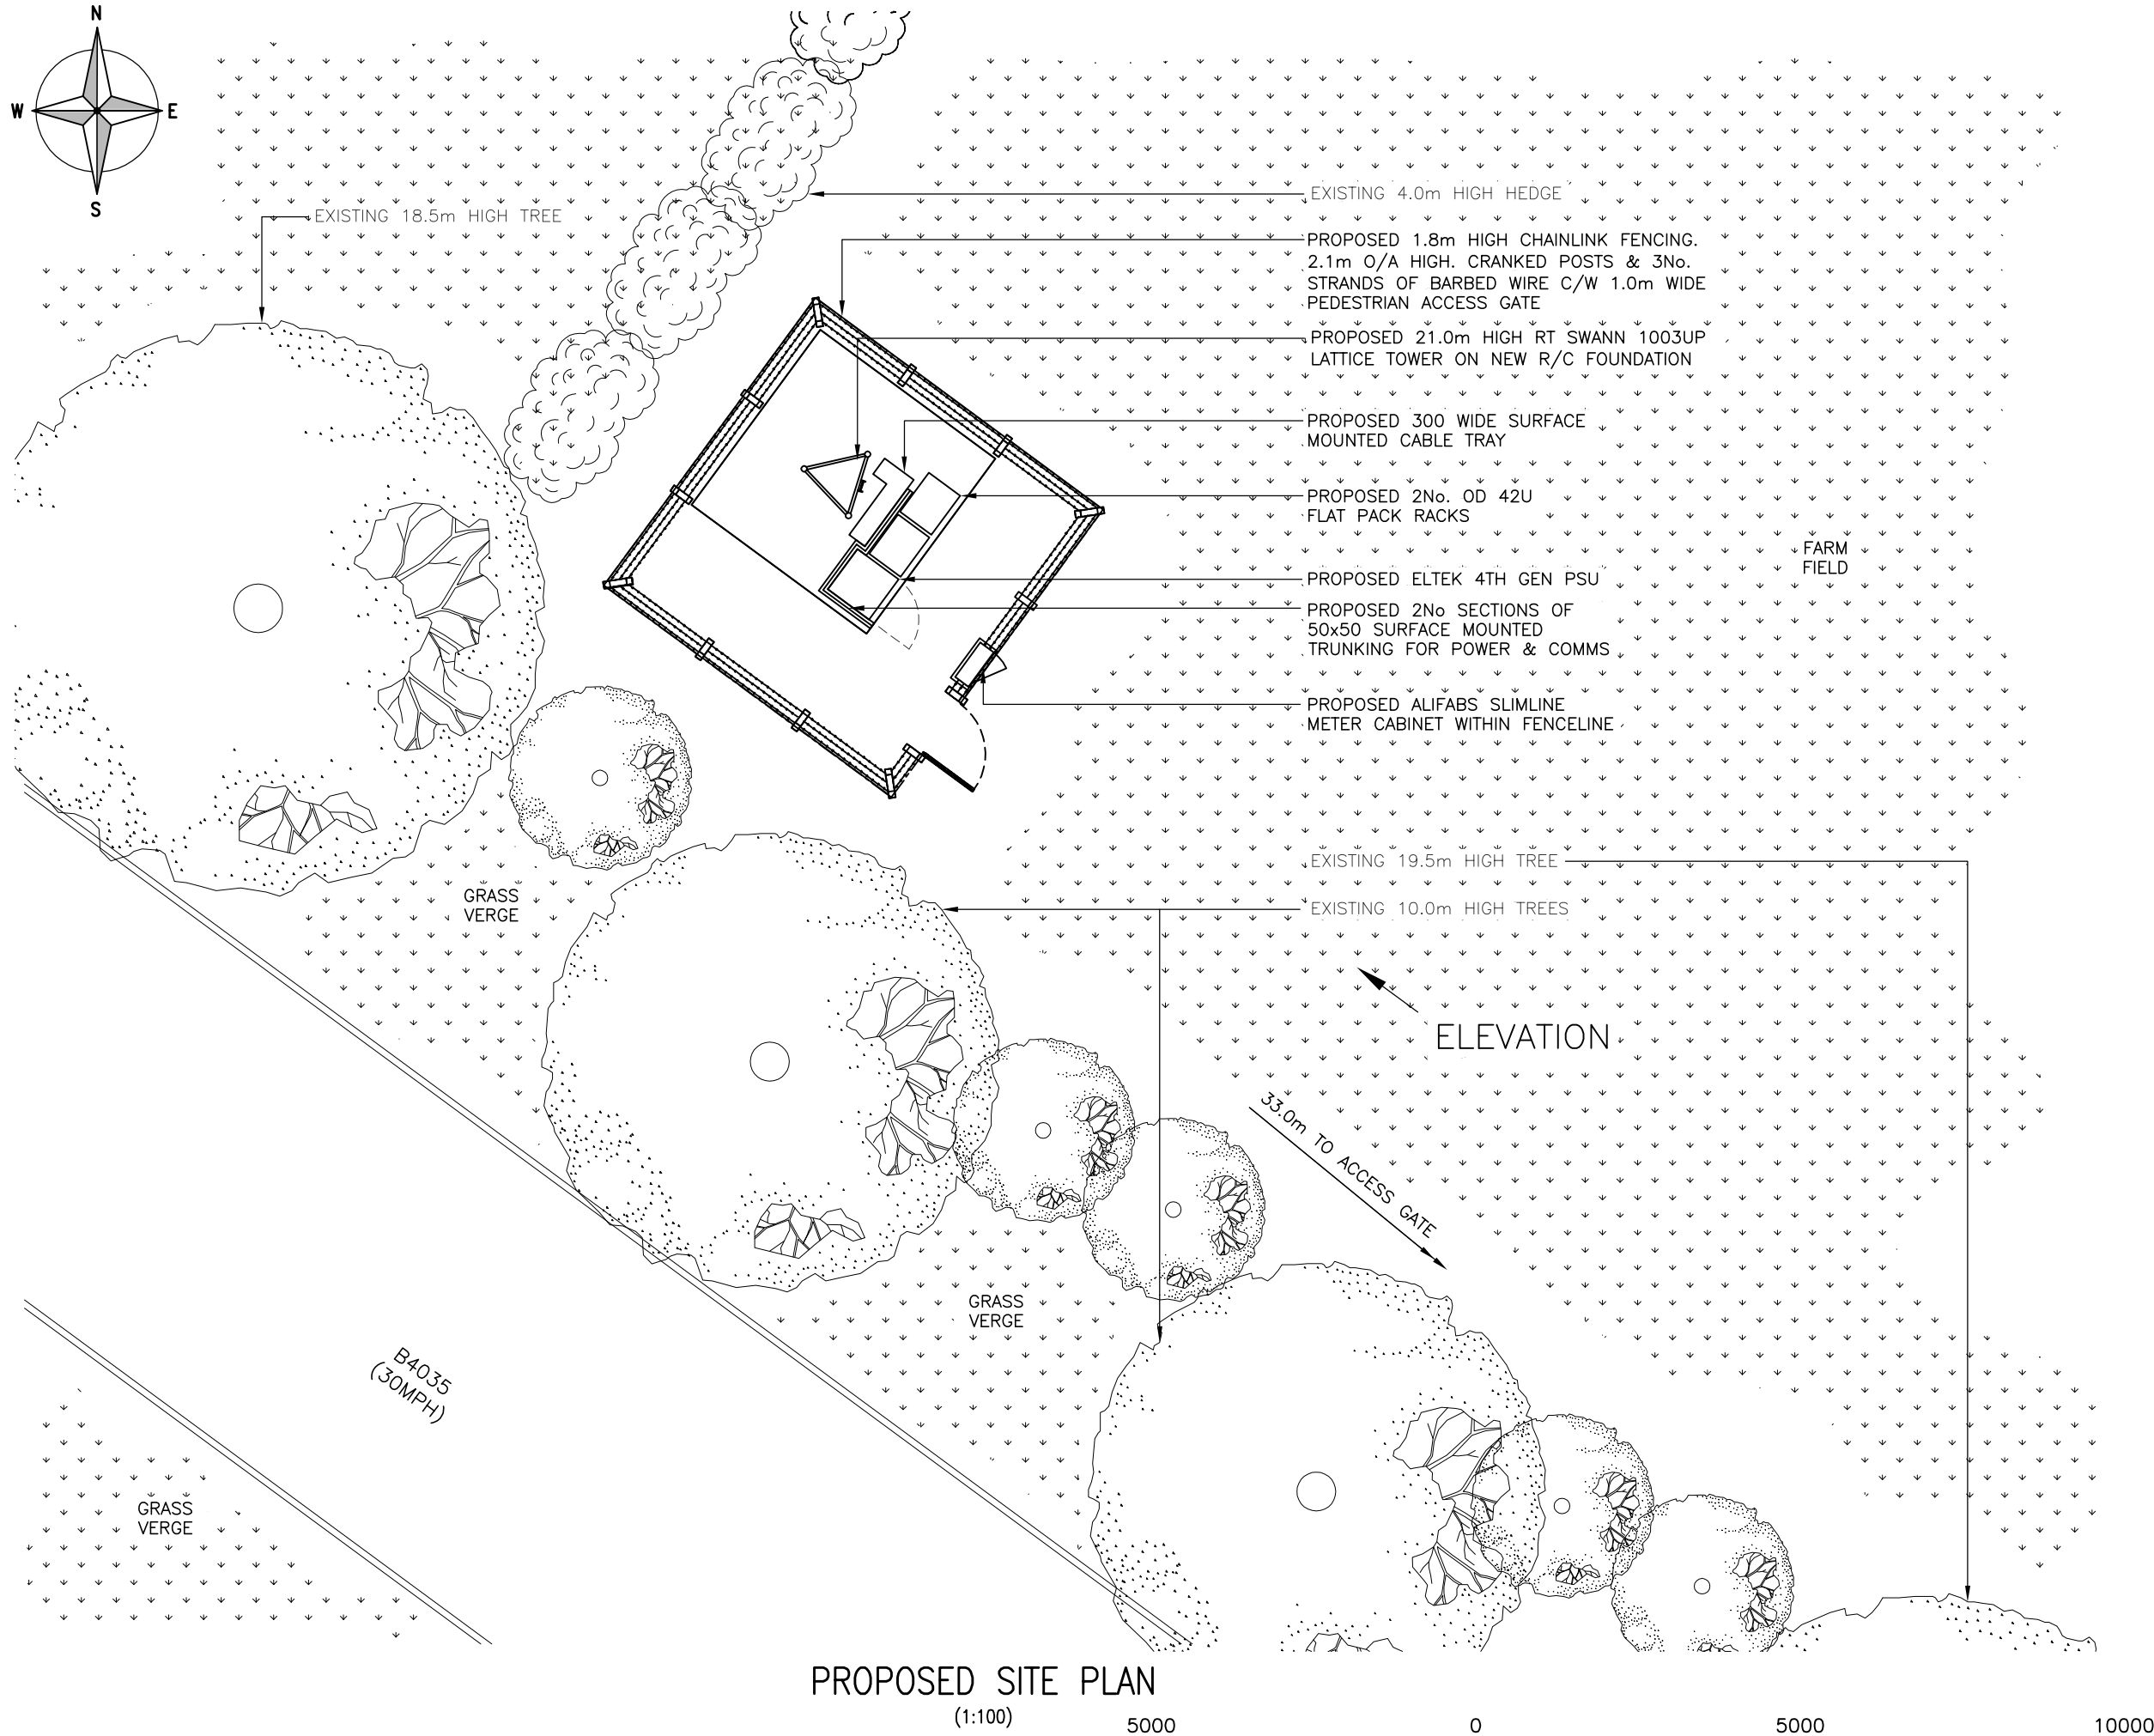 N
W
E
S
EXISTING 18.5m HIGH TREE
EXISTING 4.0m HIGH HEDGE
PROPOSED 1.8m HIGH CHAINLINK FENCING.
2.1m O/A HIGH. CRANKED POSTS & 3No.
STRANDS OF BARBED WIRE C/W 1.0m WIDE
PEDESTRIAN ACCESS GATE
PROPOSED 21.0m HIGH RT SWANN 1003UP
LATTICE TOWER ON NEW R/C FOUNDATION
PROPOSED 300 WIDE SURFACE
MOUNTED CABLE TRAY
PROPOSED 2No. OD 42U
FLAT PACK RACKS
FARM
FIELD
PROPOSED ELTEK 4TH GEN PSU
PROPOSED 2No SECTIONS OF
50x50 SURFACE MOUNTED
TRUNKING FOR POWER & COMMS
PROPOSED ALIFABS SLIMLINE
METER CABINET WITHIN FENCELINE
EXISTING 19.5m HIGH TREE
GRASS
VERGE
EXISTING 10.0m HIGH TREES
ELEVATION
33.0m TO ACCESS GATE
GRASS
VERGE
B4035
(30MPH)
GRASS
VERGE
PROPOSED SITE PLAN
(1:100)
5000 0 5000 10000